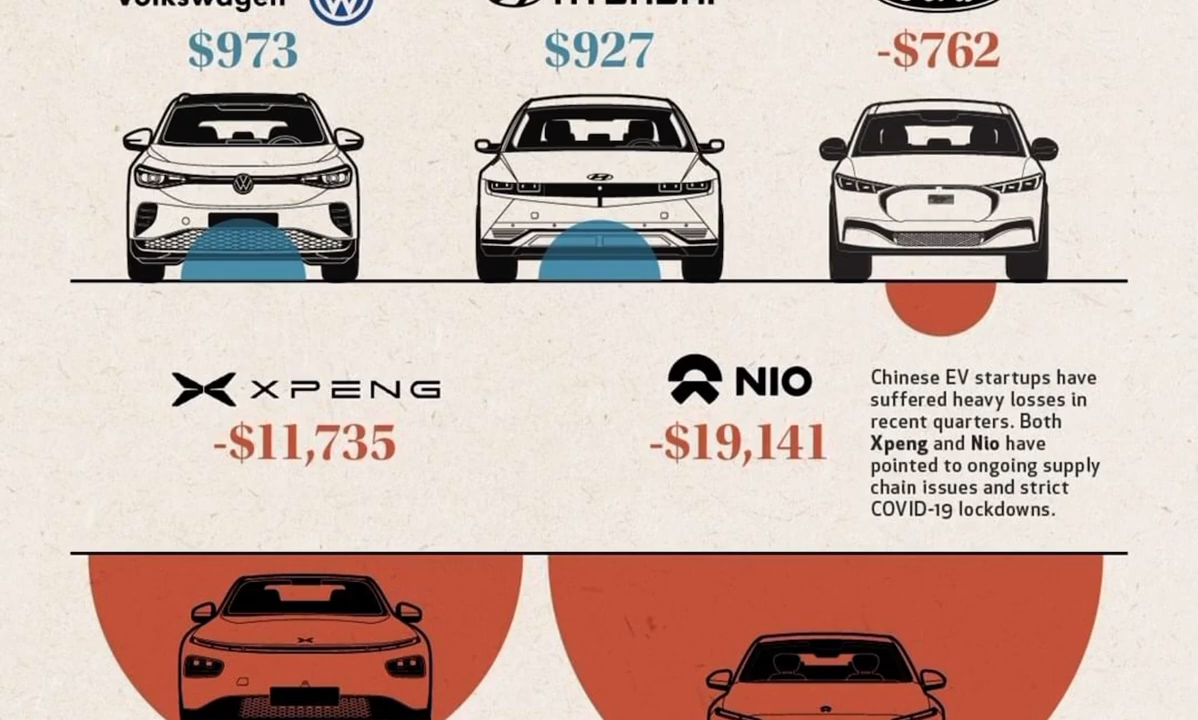 Volkswagen
HYUNDAI
$973
$927
-$762
XPENG
NIO
-$11,735
-$19,141
Chinese EV startups have
suffered heavy losses in
recent quarters. Both
Xpeng and Nio have
pointed to ongoing supply
chain issues and strict
COVID-19 lockdowns.